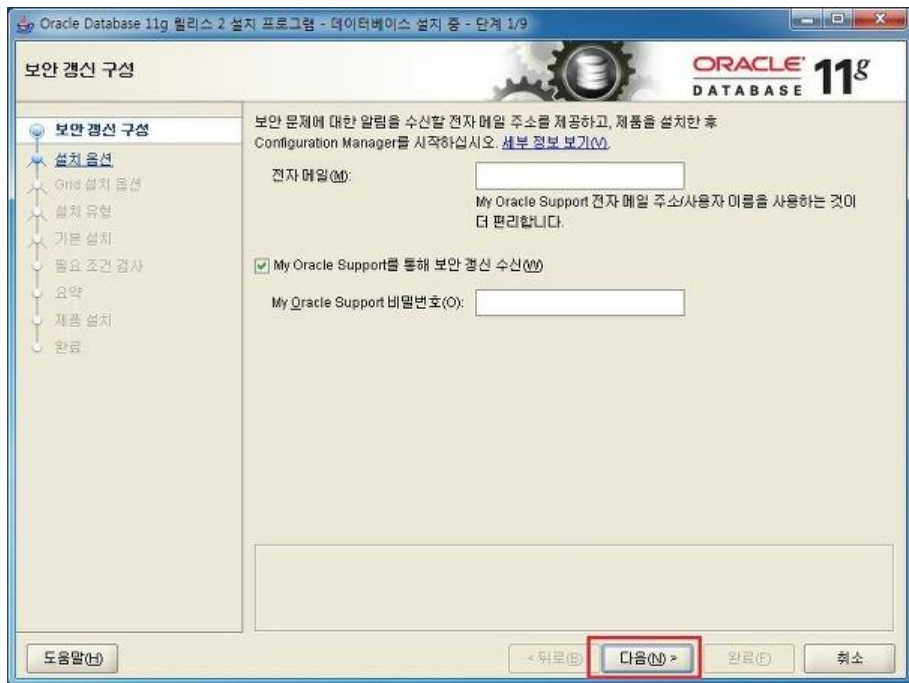 Oracle Database 11g 릴리스 2 설치 프로그램 - 데이터베이스 설치 중 - 단계 1/9
보안 갱신 구성
ORACLE
DATABASE
11g
보안 갱신 구성
설치 옵션
Grid 설치 옵션
설치 유형
기본 설치
필요 조건 검사
요약
제품 설치
완료
보안 문제에 대한 알림을 수신할 전자 메일 주소를 제공하고, 제품을 설치한 후
Configuration Manager를 시작하십시오. 세부 정보 보기(V).
전자 메일(M):
My Oracle Support 전자 메일 주소/사용자 이름을 사용하는 것이
더 편리합니다.
My Oracle Support를 통해 보안 갱신 수신(W)
My Oracle Support 비밀번호(O):
도움말(H)
< 뒤로(B)
다음(N) >
완료(F)
취소